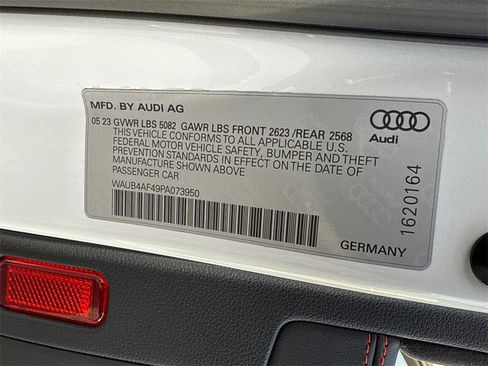 MFD. BY AUDI AG
05 23 GVWR LBS 5082 GAWR LBS FRONT 2623 /REAR 2568
THIS VEHICLE CONFORMS TO ALL APPLICABLE U.S.
FEDERAL MOTOR VEHICLE SAFETY, BUMPER AND THEFT
PREVENTION STANDARDS IN EFFECT ON THE DATE OF
MANUFACTURE SHOWN ABOVE
PASSENGER CAR
WAUB4AF49PA073950
Audi
1620164
GERMANY